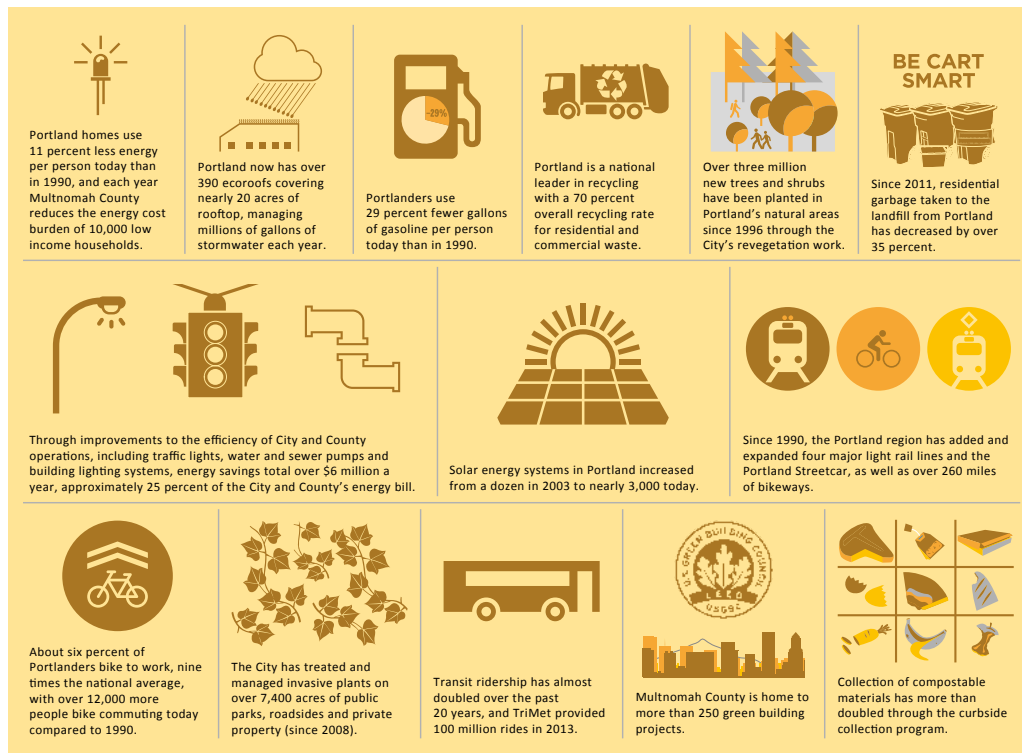 Portland homes use
11 percent less energy
per person today than
in 1990, and each year
Multnomah County
reduces the energy cost
burden of 10,000 low
income households.
Portland now has over
390 ecoroofs covering
nearly 20 acres of
rooftop, managing
millions of gallons of
stormwater each year.
-29%
Portlanders use
29 percent fewer gallons
of gasoline per person
today than in 1990.
Portland is a national
leader in recycling
with a 70 percent
overall recycling rate
for residential and
commercial waste.
Over three million
new trees and shrubs
have been planted in
Portland's natural areas
since 1996 through the
City's revegetation work.
BE CART
SMART
Since 2011, residential
garbage taken to the
landfill from Portland
has decreased by over
35 percent.
Through improvements to the efficiency of City and County
operations, including traffic lights, water and sewer pumps and
building lighting systems, energy savings total over $6 million a
year, approximately 25 percent of the City and County's energy bill.
Solar energy systems in Portland increased
from a dozen in 2003 to nearly 3,000 today.
Since 1990, the Portland region has added and
expanded four major light rail lines and the
Portland Streetcar, as well as over 260 miles
of bikeways.
About six percent of
Portlanders bike to work, nine
times the national average,
with over 12,000 more
people bike commuting today
compared to 1990.
The City has treated and
managed invasive plants on
over 7,400 acres of public
parks, roadsides and private
property (since 2008).
Transit ridership has almost
doubled over the past
20 years, and TriMet provided
100 million rides in 2013.
U.S. GREEN BUILDING COUNCIL
LEED
USGBC
Multnomah County is home to
more than 250 green building
projects.
Collection of compostable
materials has more than
doubled through the curbside
collection program.